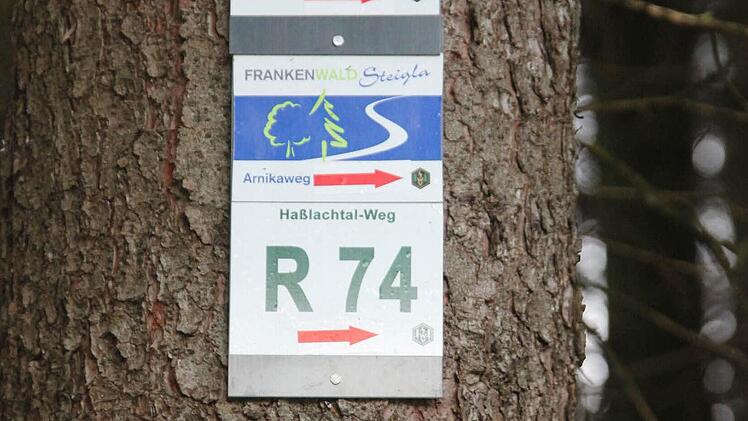 FRANKENWALD Steigla
Arnikaweg
Haßlachtal-Weg
R 74